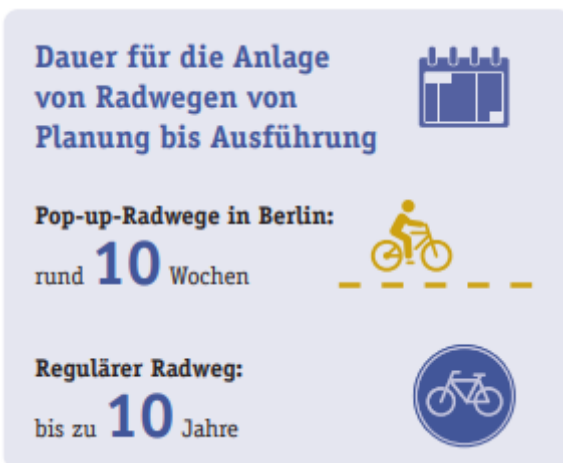 Dauer für die Anlage
von Radwegen von
Planung bis Ausführung
Pop-up-Radwege in Berlin:
rund 10 Wochen
Regulärer Radweg:
bis zu 10 Jahre